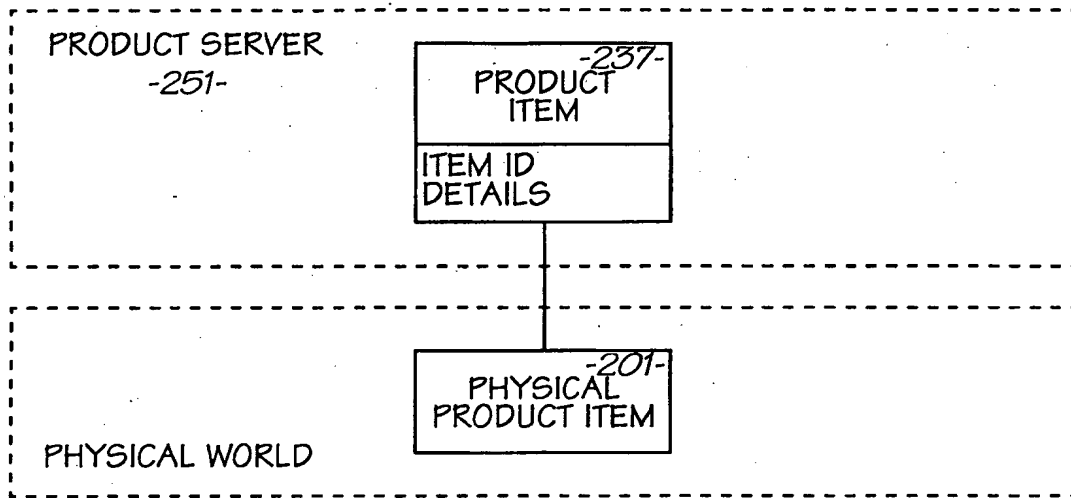 PRODUCT SERVER
-251-
-237-
PRODUCT
ITEM
ITEM ID
DETAILS
-201-
PHYSICAL
PRODUCT ITEM
PHYSICAL WORLD